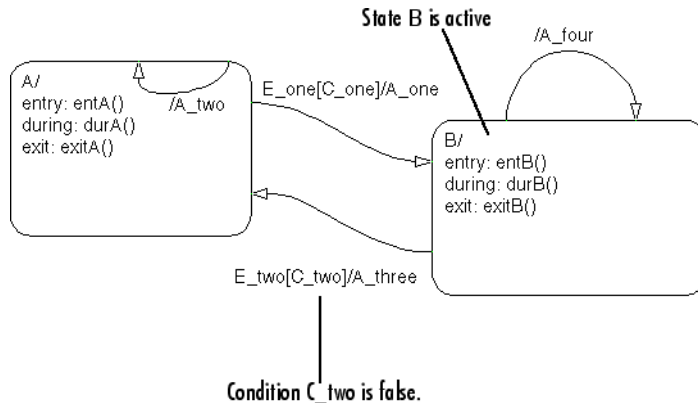 State B is active
/A_four
A/
entry: entA()
during: durA()
exit: exitA()
/A_two
E_one[C_one]/A_one
B/
entry: entB()
during: durB()
exit: exitB()
E_two[C_two]/A_three
Condition C_two is false.